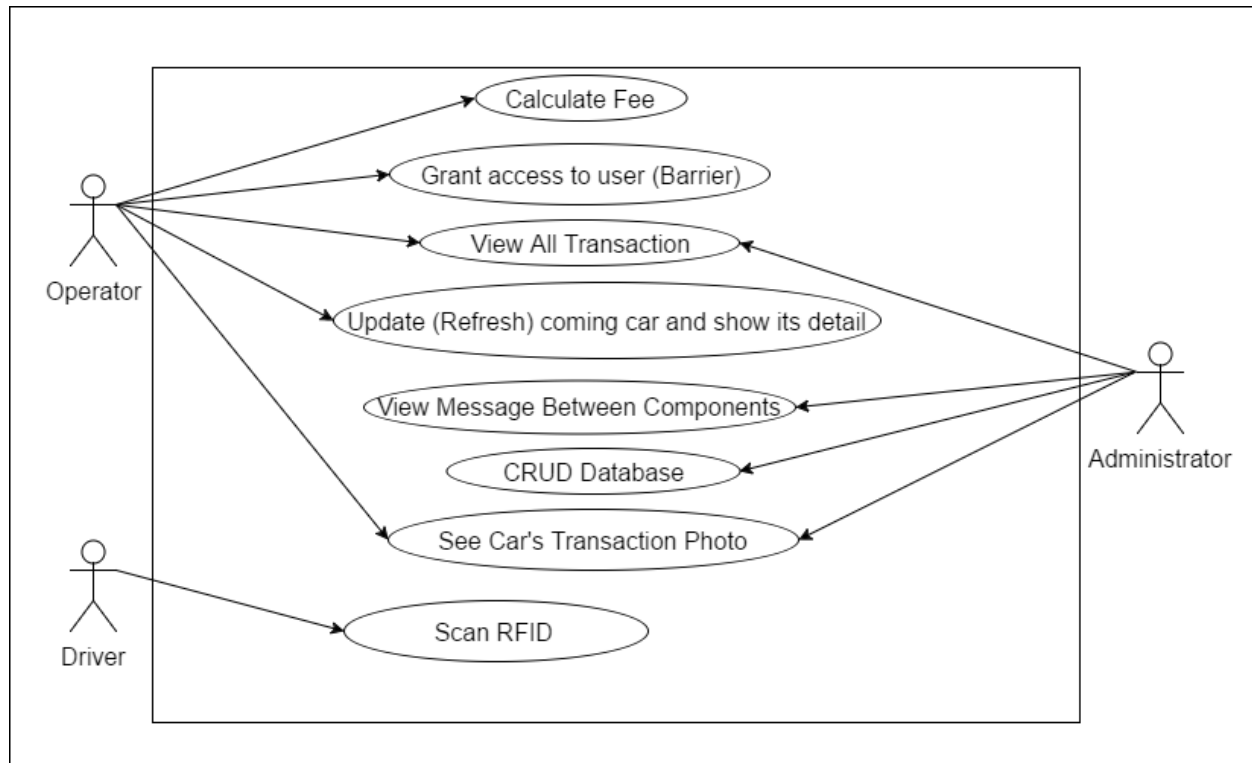 Calculate Fee
Grant access to user (Barrier)
View All Transaction
Operator
Update (Refresh) coming car and show its detail
View Message Between Components
Administrator
CRUD Database
See Car's Transaction Photo
Scan RFID
Driver